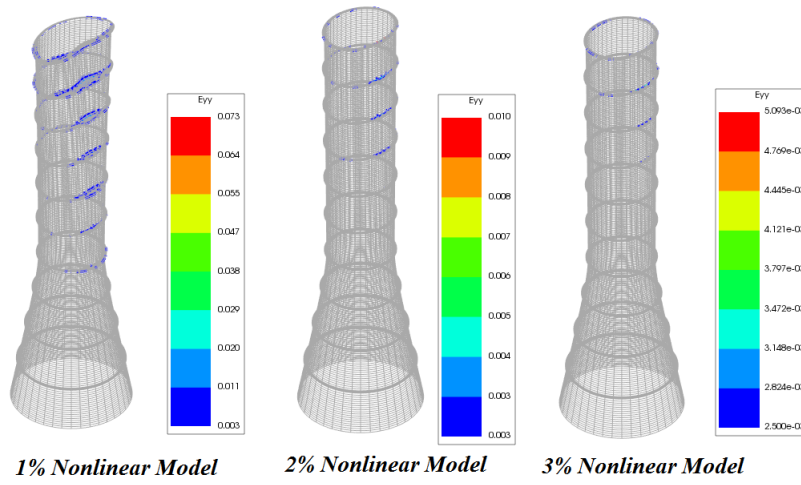 Eyy
0.073
0.064
0.055
0.047
0.038
0.029
0.020
0.011
0.003
Eyy
0.010
0.009
0.008
0.007
0.006
0.005
0.004
0.003
0.003
Eyy
5.093e-03
4.769e-03
4.445e-03
4.121e-03
3.797e-03
3.472e-03
3.148e-03
2.824e-03
2.500e-03
1% Nonlinear Model
2% Nonlinear Model
3% Nonlinear Model